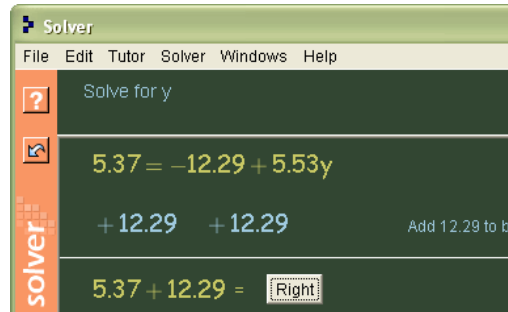 Solver
File Edit Tutor Solver Windows Help
? Solve for y
5.37 = −12.29 + 5.53y
+12.29 +12.29 Add 12.29 to
5.37 + 12.29 = Right
solver